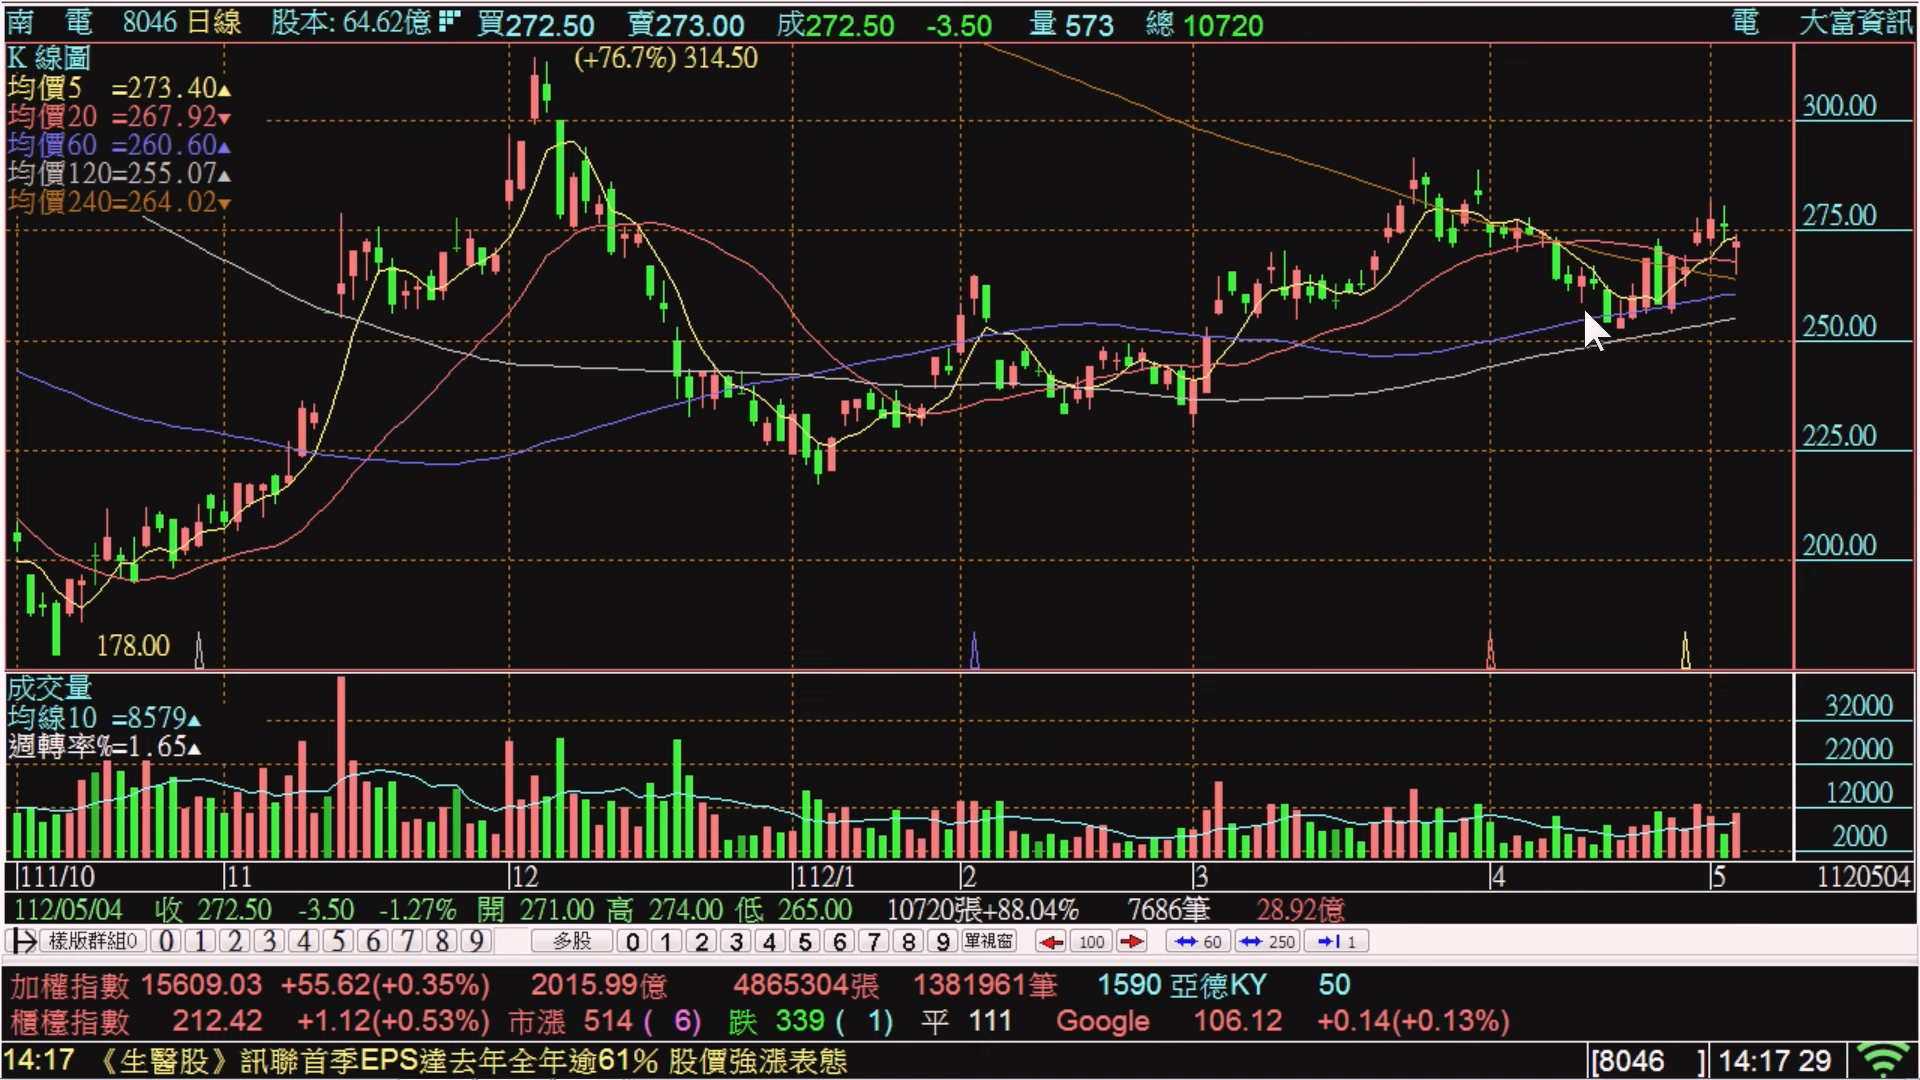 南 電 8046 日線 股本: 64.62億 買272.50 賣273.00 成272.50 -3.50 量 573 總 10720 電 大富資訊
K 線圖 (+76.7%) 314.50
均價5 =273.40▲
均價20 =267.92▼
均價60 =260.60▲
均價120=255.07▲
均價240=264.02▼
300.00
275.00
250.00
225.00
200.00
178.00
成交量
均線10 =8579▲
週轉率%=1.65▲
32000
22000
12000
2000
111/10 11 12 112/1 2 3 4 5 1120504
112/05/04 收 272.50 -3.50 -1.27% 開 271.00 高 274.00 低 265.00 10720張+88.04% 7686筆 28.92億
樣版群組0 0 1 2 3 4 5 6 7 8 9 多股 0 1 2 3 4 5 6 7 8 9 單視窗 100 60 250 1
加權指數 15609.03 +55.62(+0.35%) 2015.99億 4865304張 1381961筆 1590 亞德KY 50
櫃檯指數 212.42 +1.12(+0.53%) 市漲 514 ( 6) 跌 339 ( 1) 平 111 Google 106.12 +0.14(+0.13%)
14:17 《生醫股》訊聯首季EPS達去年全年逾61% 股價強漲表態 [8046 ] 14:17 29